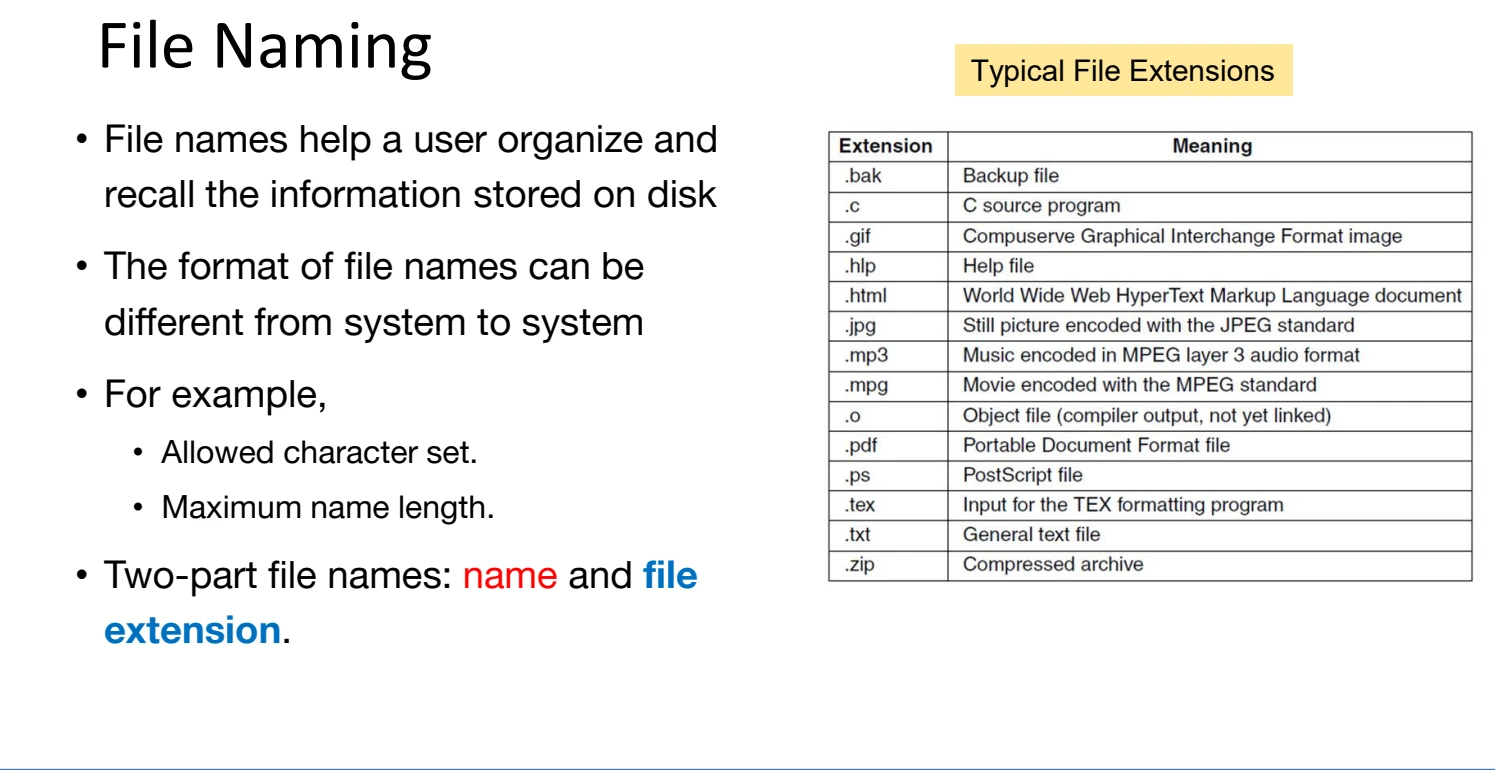 File Naming
• File names help a user organize and
recall the information stored on disk
• The format of file names can be
different from system to system
• For example,
• Allowed character set.
• Maximum name length.
• Two-part file names: name and file
extension.
Typical File Extensions
Extension Meaning
.bak Backup file
.c C source program
.gif Compuserve Graphical Interchange Format image
.hlp Help file
.html World Wide Web HyperText Markup Language document
.jpg Still picture encoded with the JPEG standard
.mp3 Music encoded in MPEG layer 3 audio format
.mpg Movie encoded with the MPEG standard
.o Object file (compiler output, not yet linked)
.pdf Portable Document Format file
.ps PostScript file
.tex Input for the TEX formatting program
.txt General text file
.zip Compressed archive